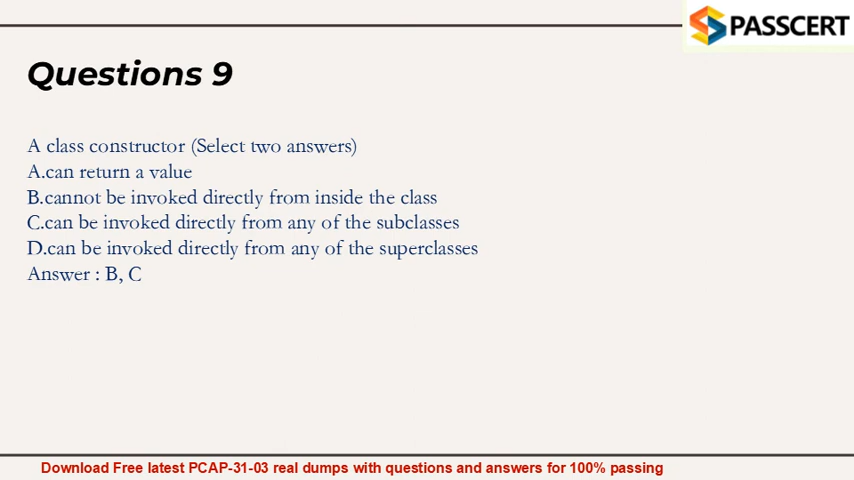 PASSCERT
Questions 9
A class constructor (Select two answers)
A.can return a value
B.cannot be invoked directly from inside the class
C.can be invoked directly from any of the subclasses
D.can be invoked directly from any of the superclasses
Answer : B, C
Download Free latest PCAP-31-03 real dumps with questions and answers for 100% passing